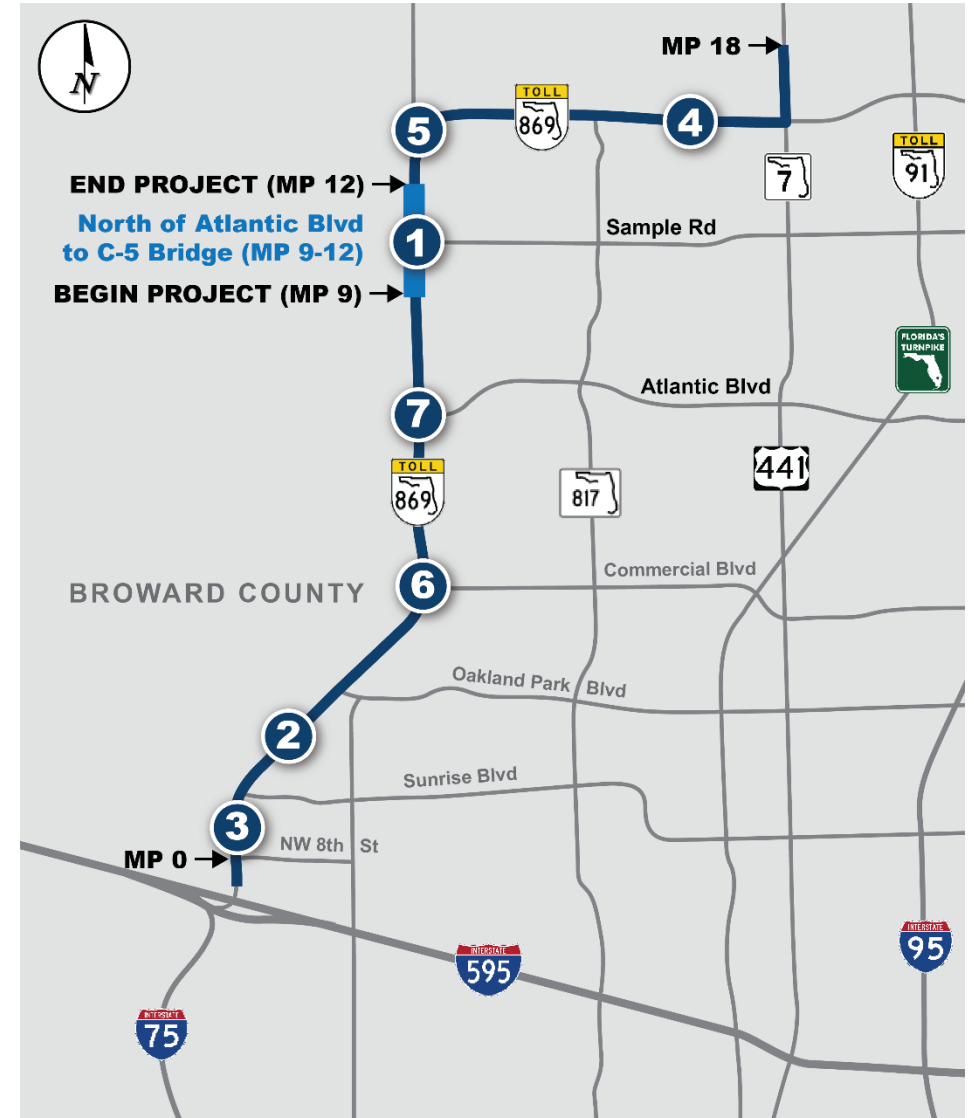 N
MP 18
TOLL
869
4
5
7
TOLL
91
END PROJECT (MP 12)
North of Atlantic Blvd
to C-5 Bridge (MP 9-12)
1
Sample Rd
BEGIN PROJECT (MP 9)
FLORIDA'S
TURNPIKE
Atlantic Blvd
7
TOLL
869
817
441
BROWARD COUNTY
6
Commercial Blvd
Oakland Park Blvd
2
Sunrise Blvd
3
NW 8th St
MP 0
INTERSTATE
595
INTERSTATE
95
INTERSTATE
75